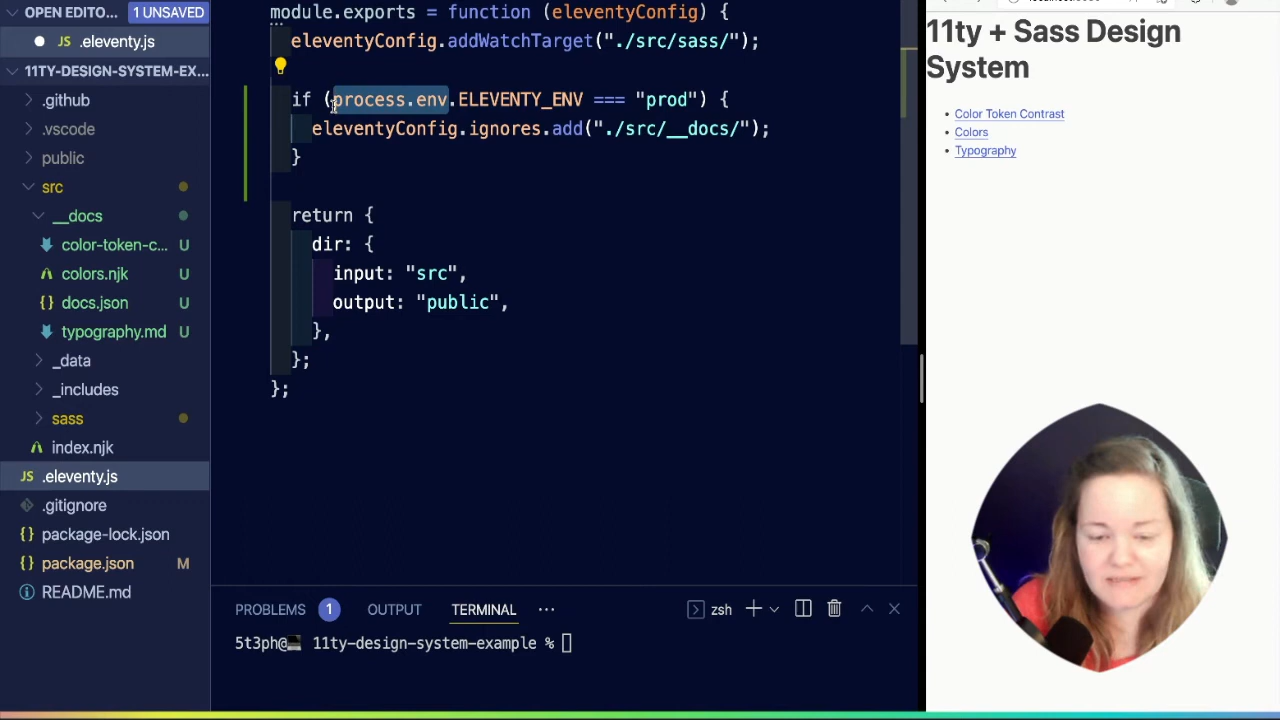 OPEN EDITO... 1 UNSAVED
JS .eleventy.js
11TY-DESIGN-SYSTEM-EX...
.github
.vscode
public
src
__docs
color-token-c... U
colors.njk U
{} docs.json U
typography.md U
_data
_includes
sass
index.njk
JS .eleventy.js
.gitignore
{} package-lock.json
{} package.json M
README.md
module.exports = function (eleventyConfig) {
eleventyConfig.addWatchTarget("./src/sass/");
if (process.env.ELEVENTY_ENV === "prod") {
eleventyConfig.ignores.add("./src/__docs/");
}
return {
dir: {
input: "src",
output: "public",
},
};
};
PROBLEMS 1 OUTPUT TERMINAL ... zsh
5t3ph@ 11ty-design-system-example %
11ty + Sass Design
System
Color Token Contrast
Colors
Typography